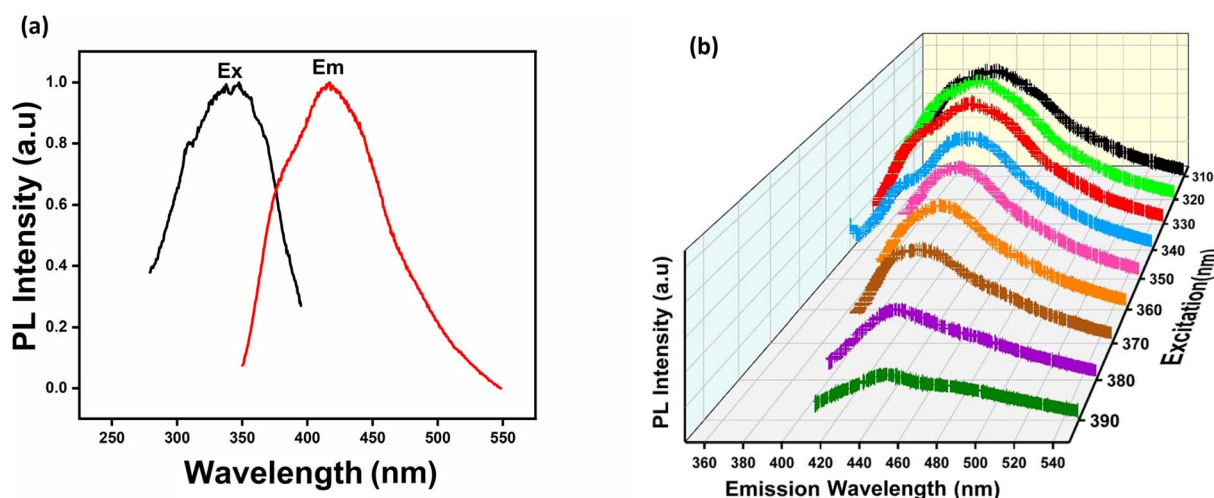 (a)
Ex
Em
1.0
0.8
0.6
0.4
0.2
0.0
PL Intensity (a.u)
250 300 350 400 450 500 550
Wavelength (nm)
(b)
PL Intensity (a.u)
310
320
330
340
350
360
370
380
390
Excitation(nm)
360 380 400 420 440 460 480 500 520 540
Emission Wavelength (nm)